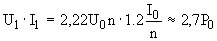 U₁ · I₁ = 2,22U₀n · 1.2 I₀/n ≈ 2,7P₀